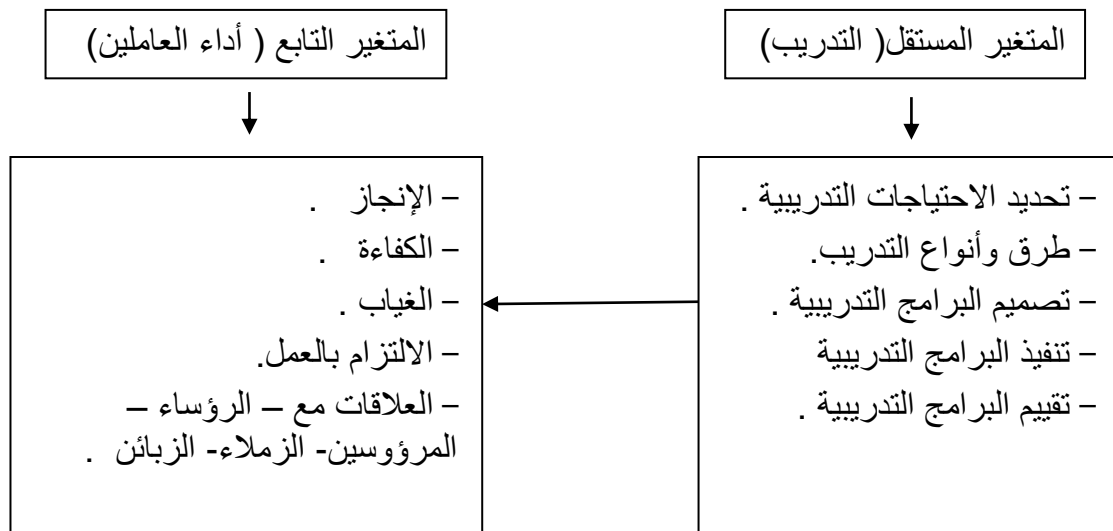 المتغير المستقل( التدريب)
– تحديد الاحتياجات التدريبية .
– طرق وأنواع التدريب.
– تصميم البرامج التدريبية .
– تنفيذ البرامج التدريبية
– تقييم البرامج التدريبية .
المتغير التابع ( أداء العاملين)
– الإنجاز .
– الكفاءة .
– الغياب .
– الالتزام بالعمل.
– العلاقات مع – الرؤساء –
المرؤوسين- الزملاء- الزبائن .